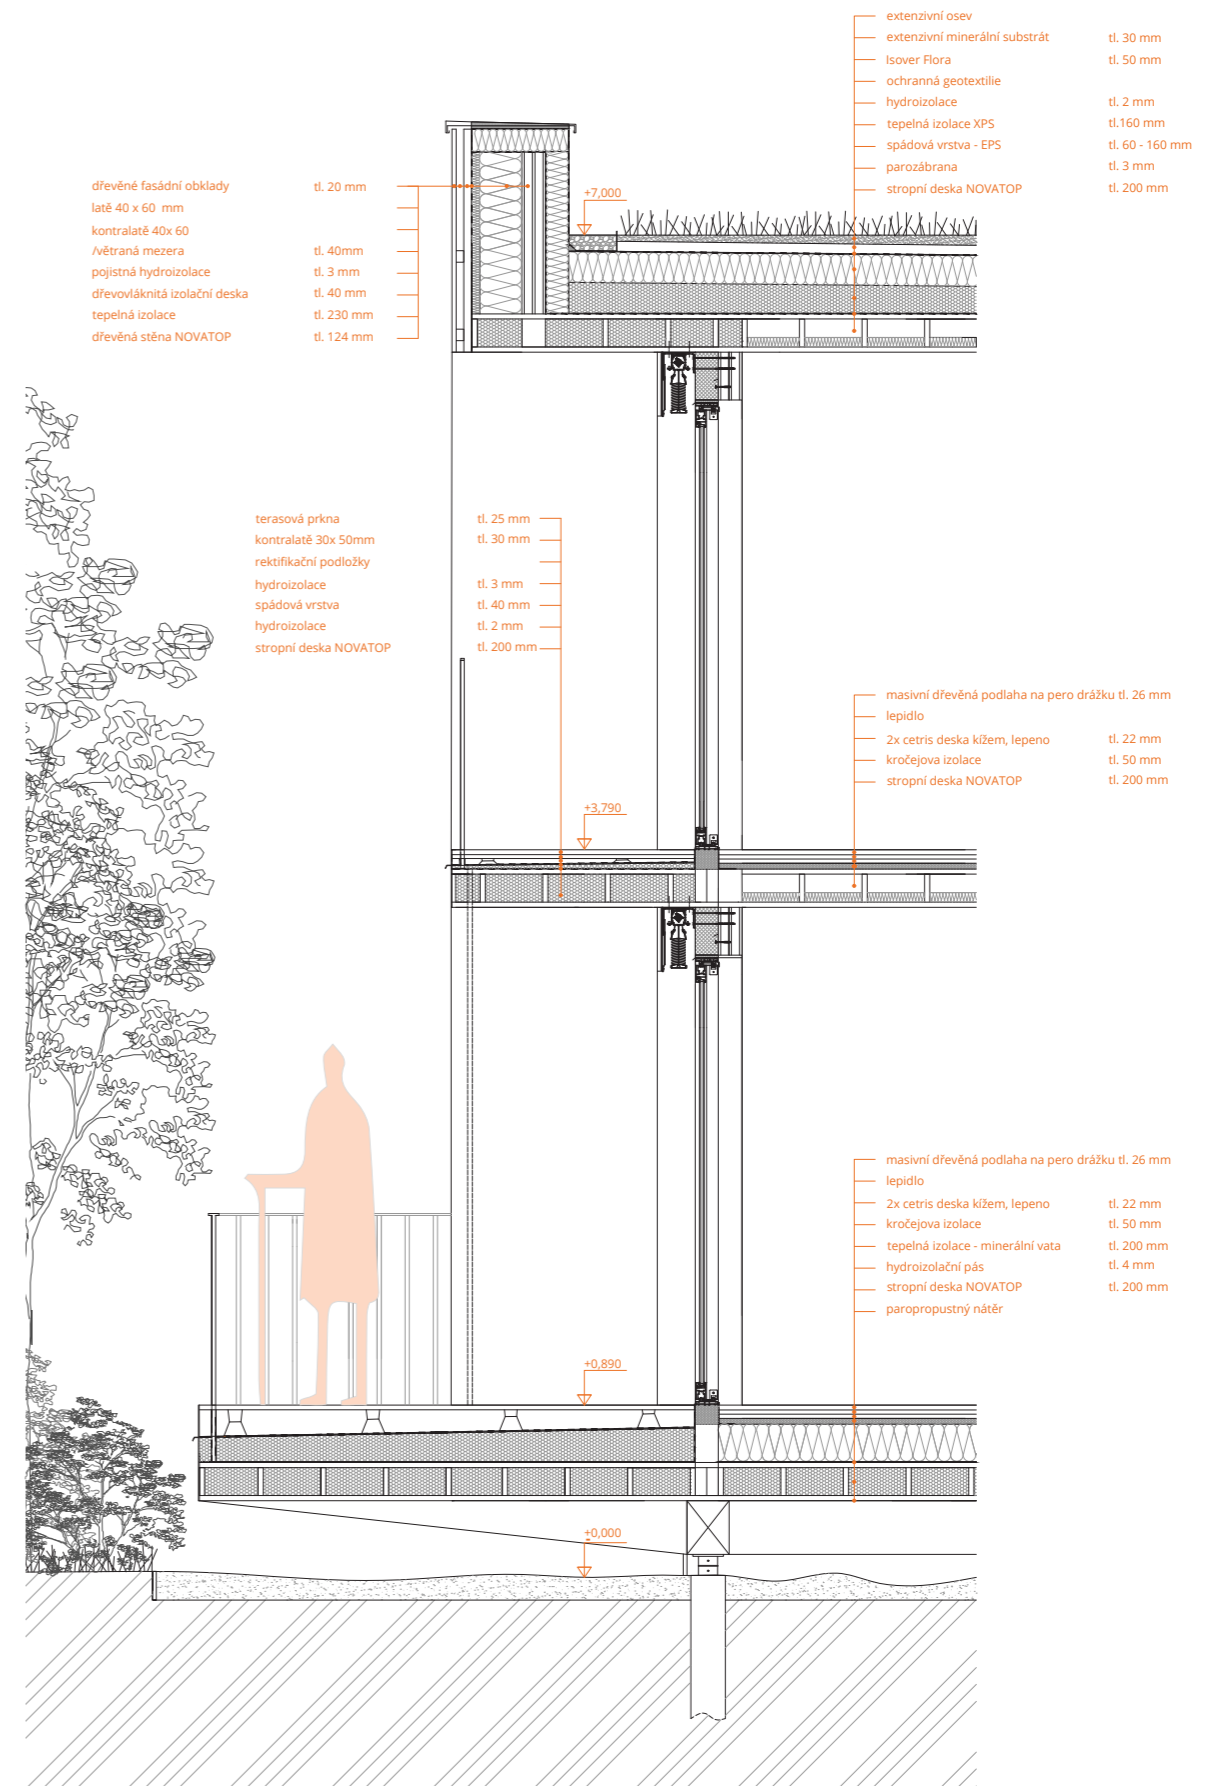 extenzivní osev
extenzivní minerální substrát tl. 30 mm
Isover Flora tl. 50 mm
ochranná geotextilie
hydroizolace tl. 2 mm
tepelná izolace XPS tl.160 mm
spádová vrstva - EPS tl. 60 - 160 mm
parozábrana tl. 3 mm
stropní deska NOVATOP tl. 200 mm
dřevěné fasádní obklady tl. 20 mm
latě 40 x 60 mm
kontralatě 40x 60
/větraná mezera tl. 40mm
pojistná hydroizolace tl. 3 mm
dřevovláknitá izolační deska tl. 40 mm
tepelná izolace tl. 230 mm
dřevěná stěna NOVATOP tl. 124 mm
+7,000
terasová prkna tl. 25 mm
kontralatě 30x 50mm tl. 30 mm
rektifikační podložky
hydroizolace tl. 3 mm
spádová vrstva tl. 40 mm
hydroizolace tl. 2 mm
stropní deska NOVATOP tl. 200 mm
masivní dřevěná podlaha na pero drážku tl. 26 mm
lepidlo
2x cetris deska kížem, lepeno tl. 22 mm
kročejova izolace tl. 50 mm
stropní deska NOVATOP tl. 200 mm
+3,790
masivní dřevěná podlaha na pero drážku tl. 26 mm
lepidlo
2x cetris deska kížem, lepeno tl. 22 mm
kročejova izolace tl. 50 mm
tepelná izolace - minerální vata tl. 200 mm
hydroizolační pás tl. 4 mm
stropní deska NOVATOP tl. 200 mm
paropropustný nátěr
+0,890
+0,000